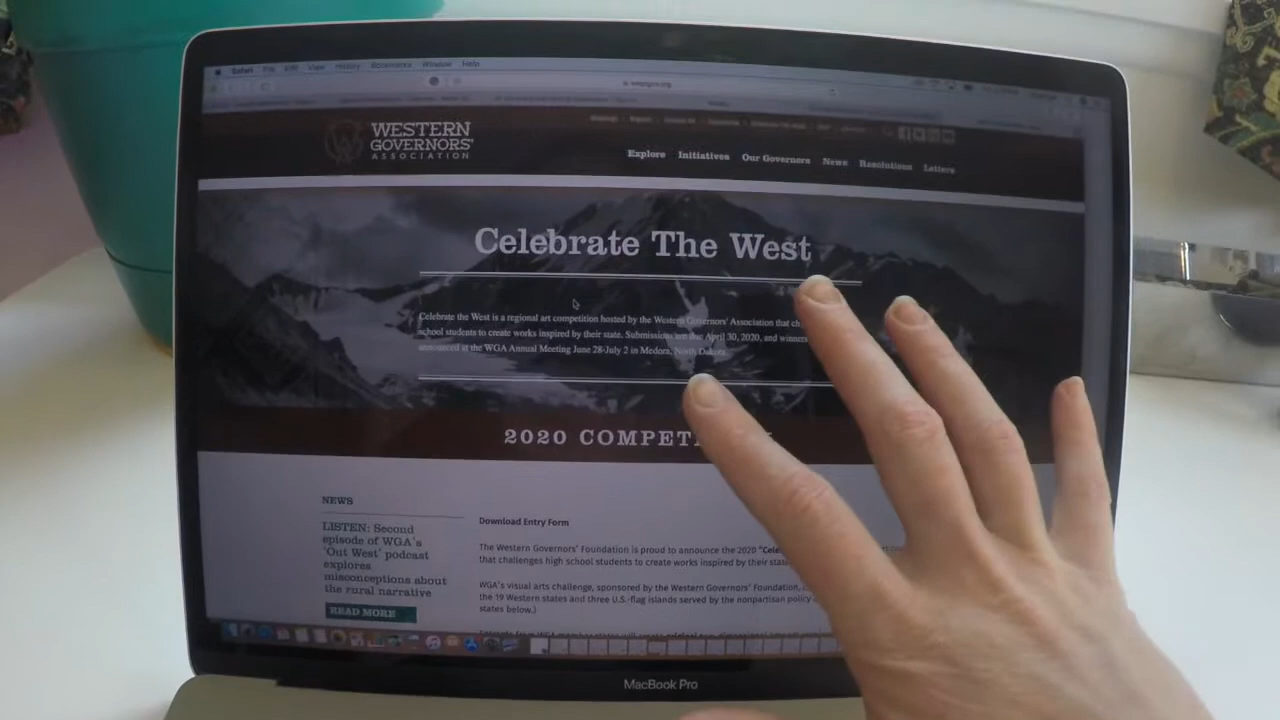 Safari File Edit View History Bookmarks Window Help
WESTERN
GOVERNORS'
ASSOCIATION
Explore Initiatives Our Governors News Resolutions Letters
Celebrate The West
Celebrate the West is a regional art competition hosted by the Western Governors' Association that
school students to create works inspired by their state. Submissions are due April 30, 2020, and winners
announced at the WGA Annual Meeting June 28-July 2 in Medora, North Dakota.
2020 COMPETI
NEWS
LISTEN: Second
episode of WGA's
'Out West' podcast
explores
misconceptions about
the rural narrative
READ MORE
Download Entry Form
The Western Governors' Foundation is proud to announce the 2020 "Cele
that challenges high school students to create works inspired by their state
WGA's visual arts challenge, sponsored by the Western Governors' Foundation,
the 19 Western states and three U.S.-flag islands served by the nonpartisan policy
states below.)
MacBook Pro